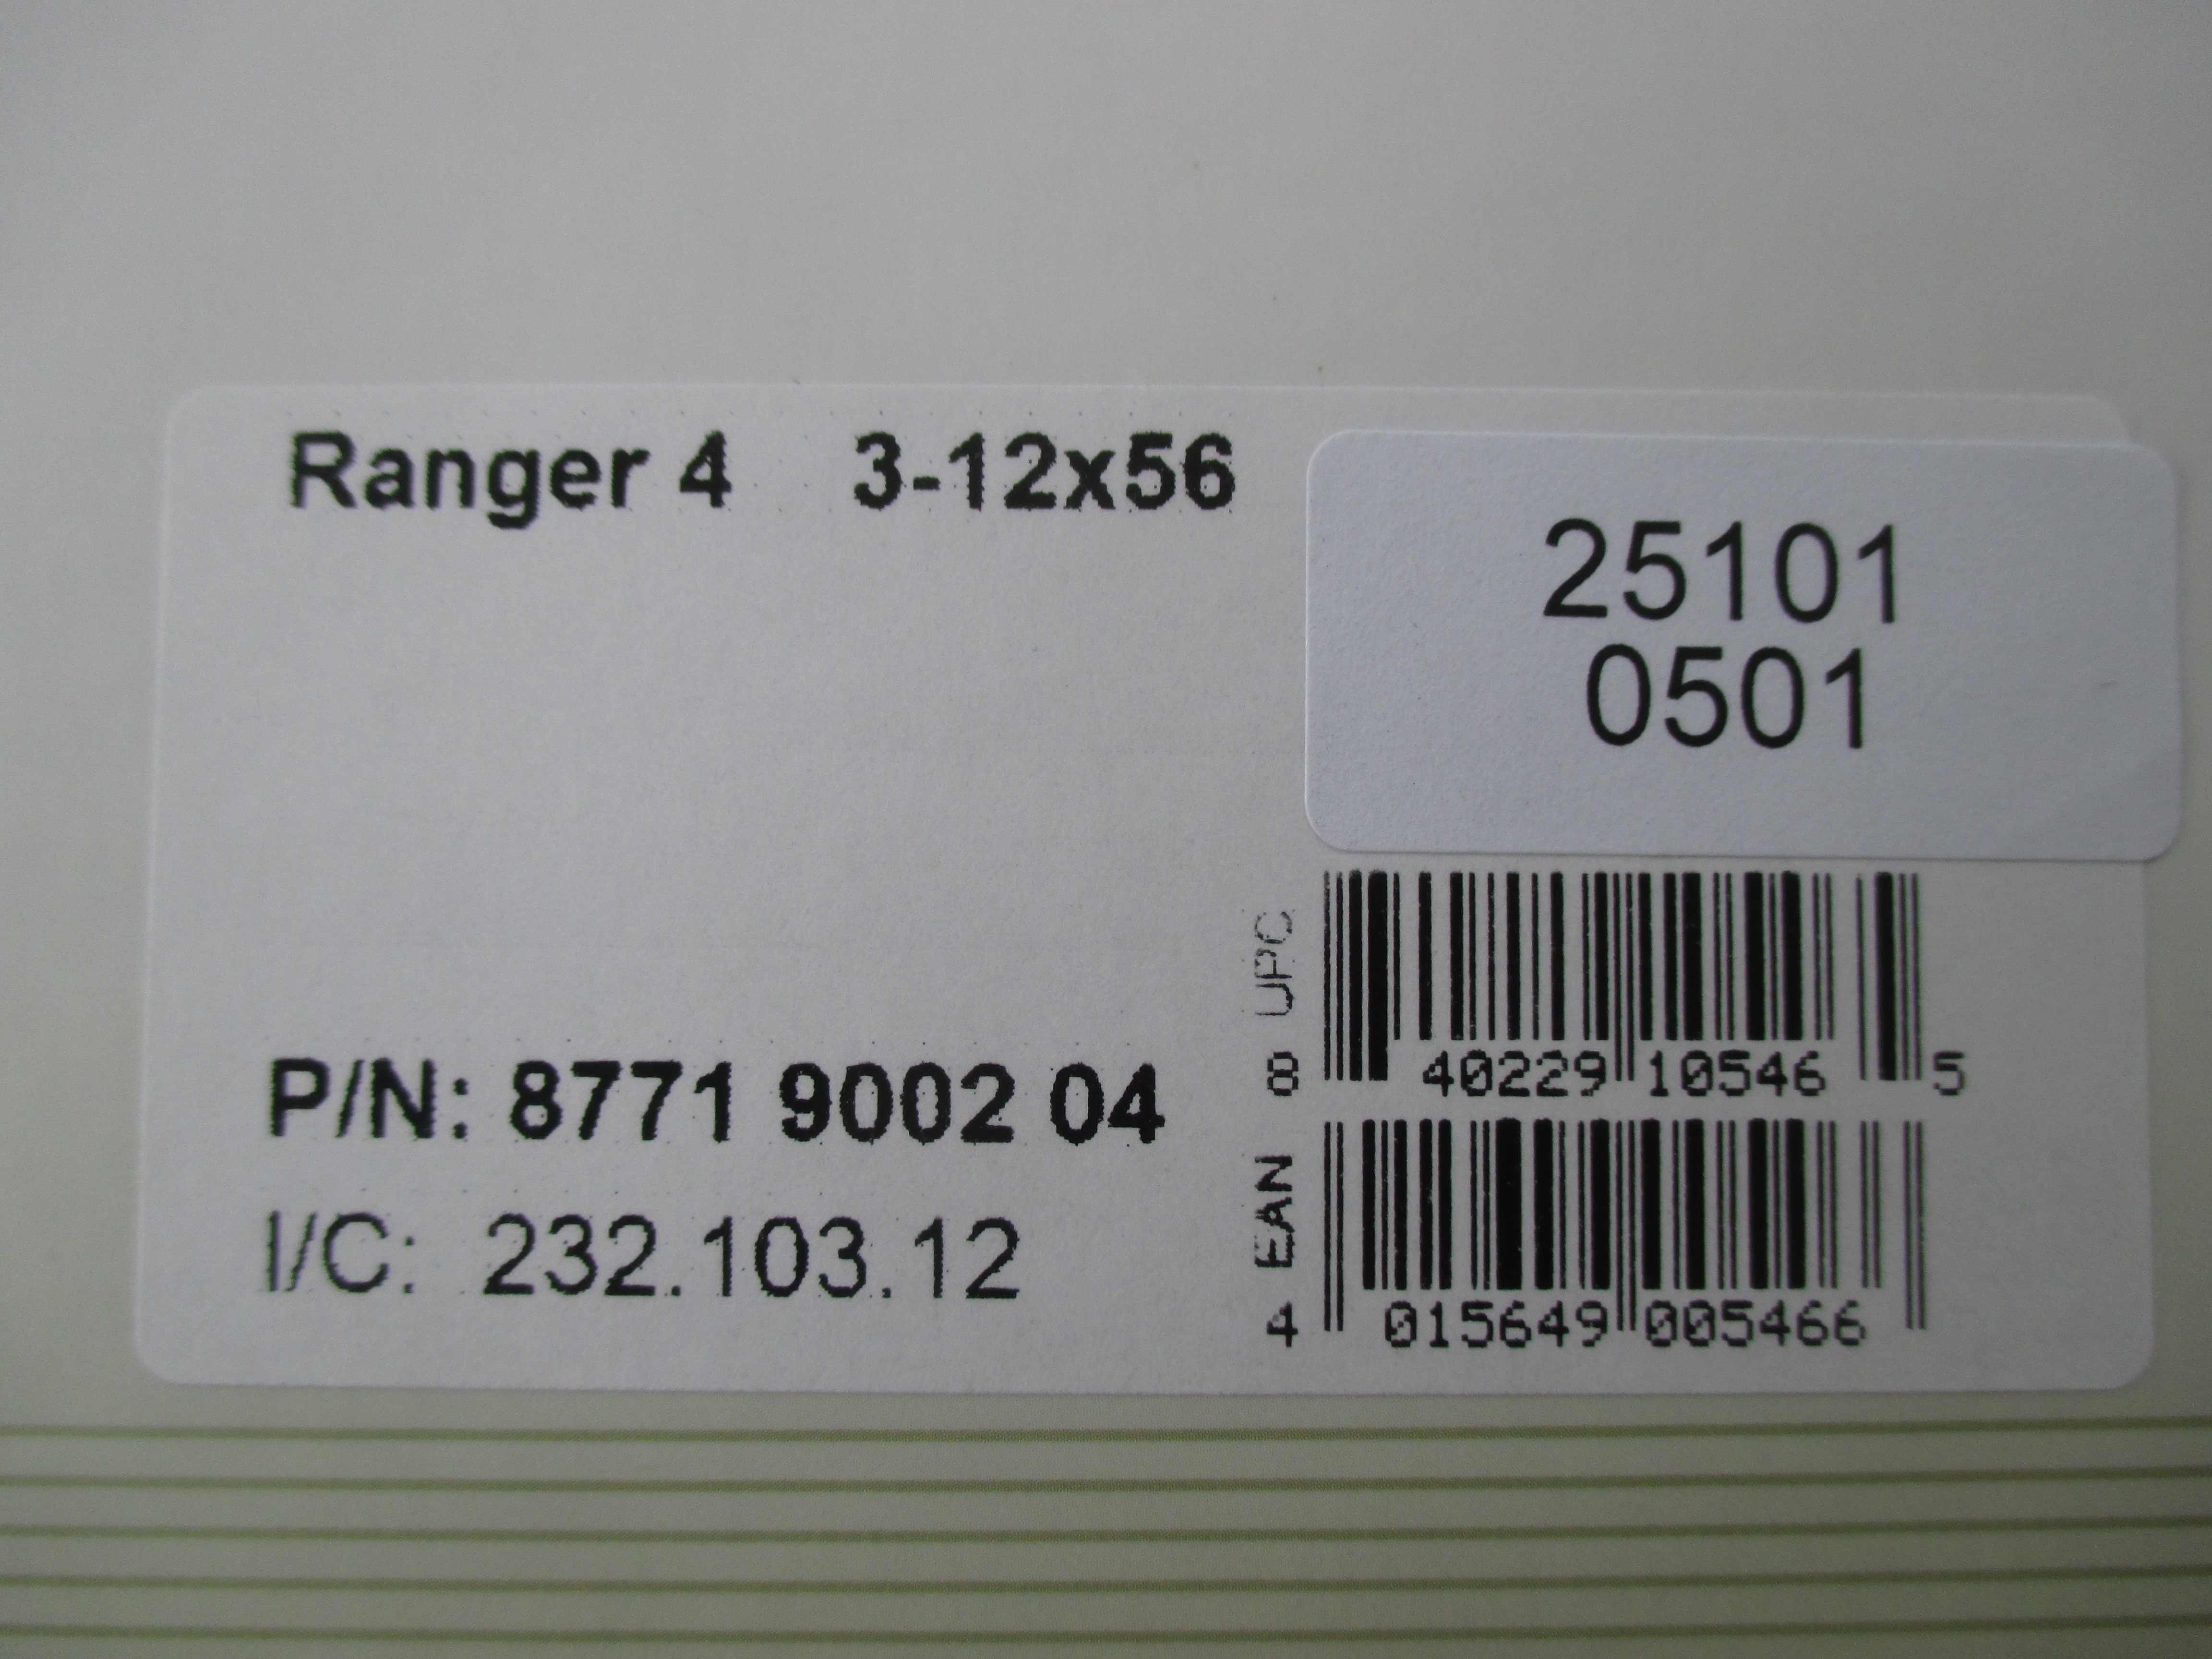 Ranger 4 3-12x56
25101
0501
P/N: 8771 9002 04
I/C: 232.103.12
UPC
8 40229 10546 5
EAN
4 015649 005466